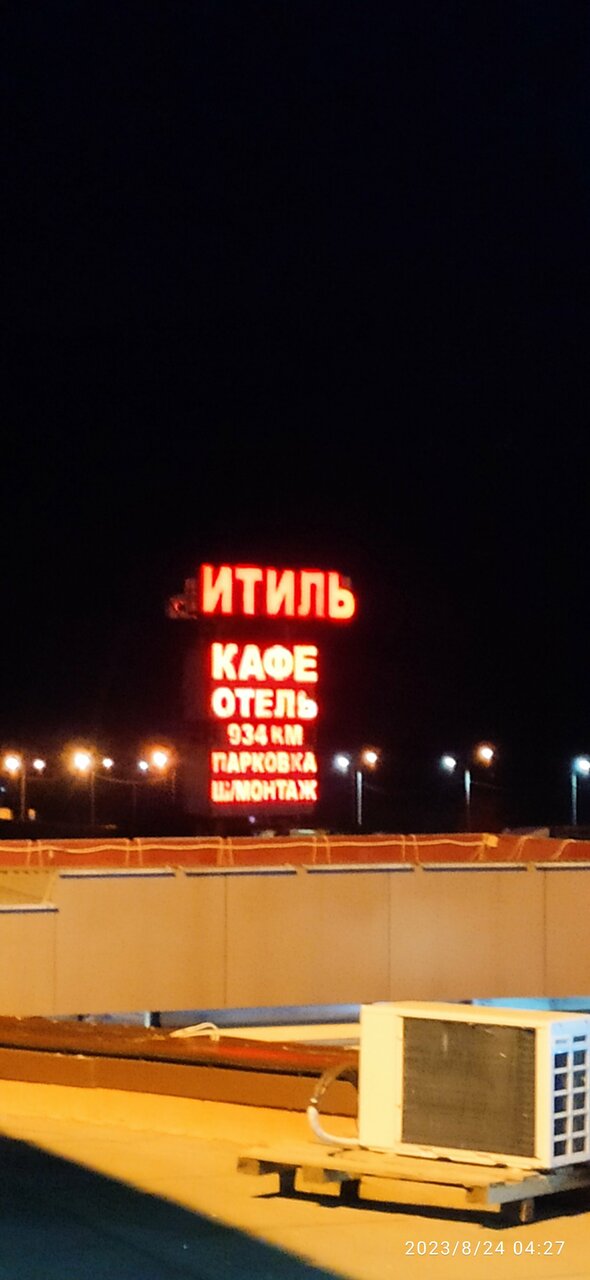 ИТИЛЬ
КАФЕ
ОТЕЛЬ
934 КМ
ПАРКОВКА
Ш/МОНТАЖ
2023/8/24 04:27